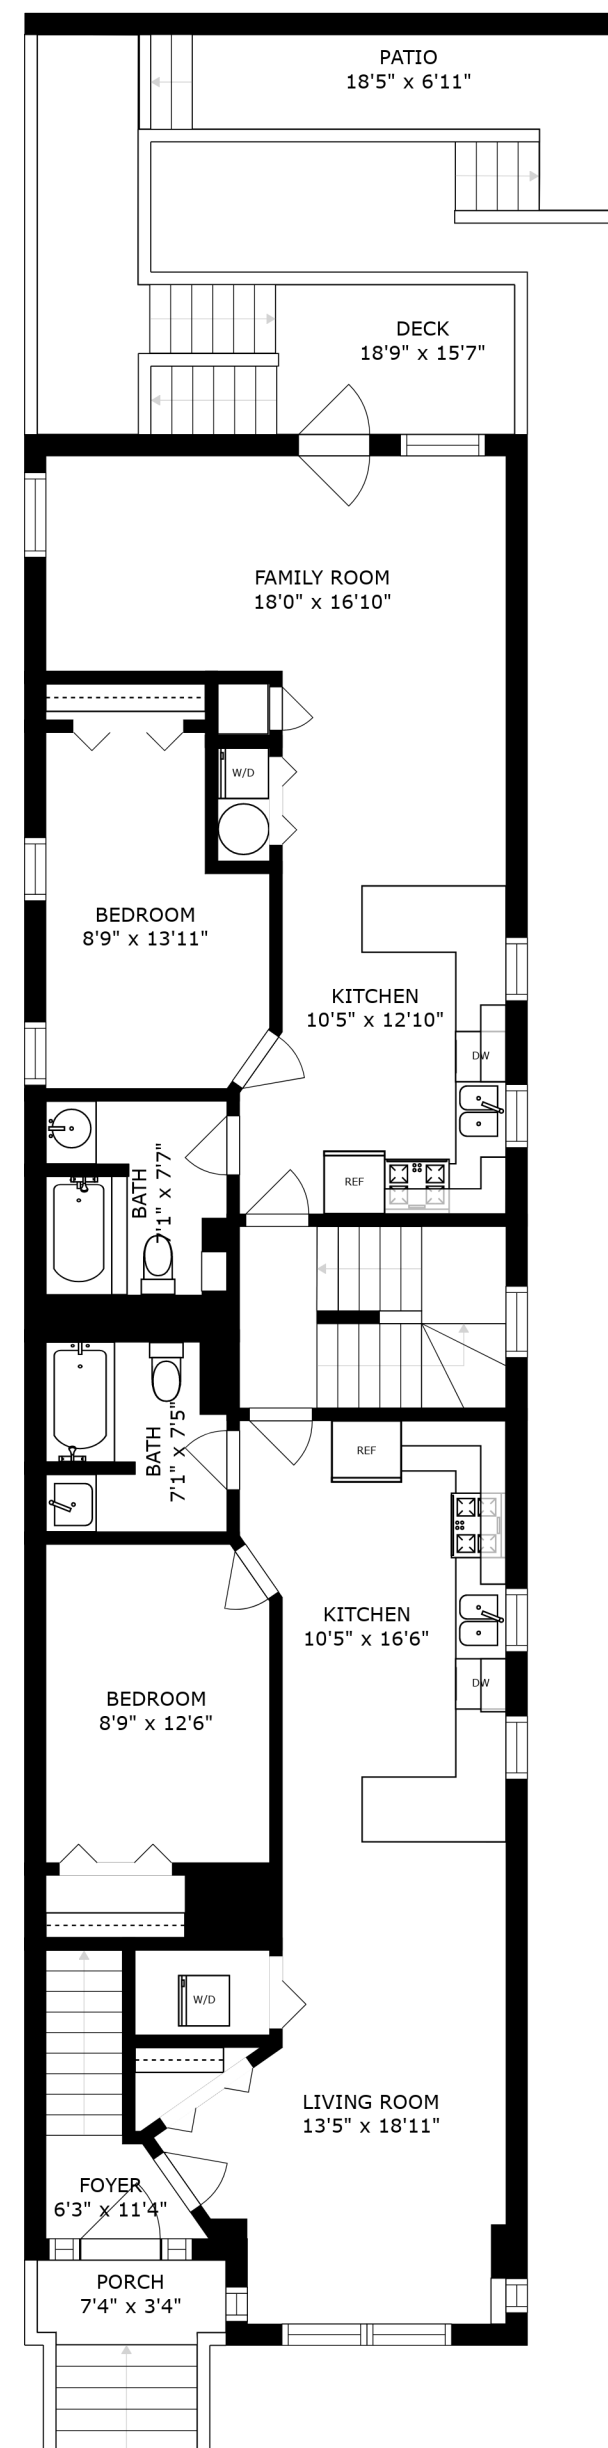 PATIO
18'5" x 6'11"
DECK
18'9" x 15'7"
FAMILY ROOM
18'0" x 16'10"
W/D
BEDROOM
8'9" x 13'11"
KITCHEN
10'5" x 12'10"
DW
BATH
7'1" x 7'7"
REF
REF
BATH
7'1" x 7'5"
KITCHEN
10'5" x 16'6"
DW
BEDROOM
8'9" x 12'6"
W/D
LIVING ROOM
13'5" x 18'11"
FOYER
6'3" x 11'4"
PORCH
7'4" x 3'4"